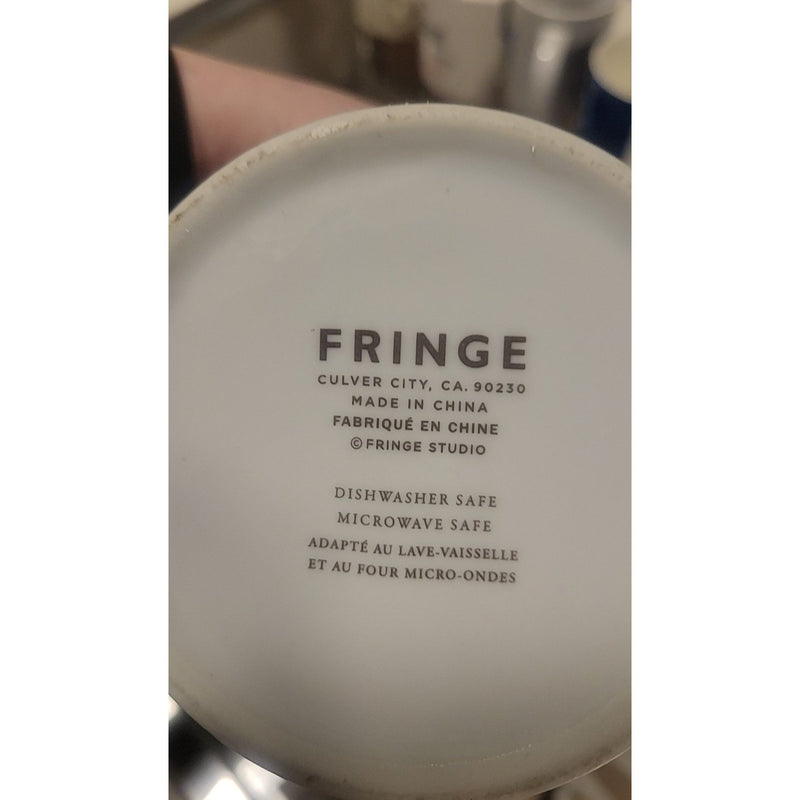 FRINGE
CULVER CITY, CA. 90230
MADE IN CHINA
FABRIQUÉ EN CHINE
©FRINGE STUDIO
DISHWASHER SAFE
MICROWAVE SAFE
ADAPTÉ AU LAVE-VAISSELLE
ET AU FOUR MICRO-ONDES